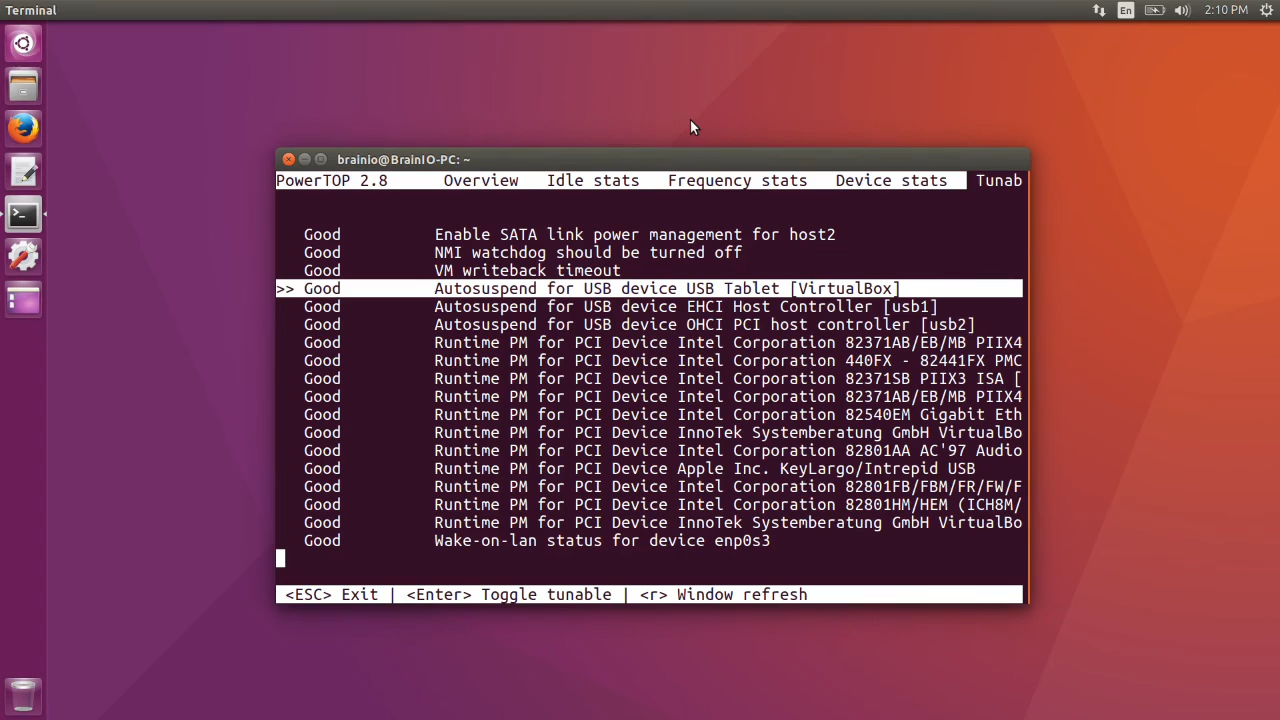 Terminal En 2:10 PM
brainio@BrainIO-PC: ~
PowerTOP 2.8 Overview Idle stats Frequency stats Device stats Tunab
Good Enable SATA link power management for host2
Good NMI watchdog should be turned off
Good VM writeback timeout
>> Good Autosuspend for USB device USB Tablet [VirtualBox]
Good Autosuspend for USB device EHCI Host Controller [usb1]
Good Autosuspend for USB device OHCI PCI host controller [usb2]
Good Runtime PM for PCI Device Intel Corporation 82371AB/EB/MB PIIX4
Good Runtime PM for PCI Device Intel Corporation 440FX - 82441FX PMC
Good Runtime PM for PCI Device Intel Corporation 82371SB PIIX3 ISA [
Good Runtime PM for PCI Device Intel Corporation 82371AB/EB/MB PIIX4
Good Runtime PM for PCI Device Intel Corporation 82540EM Gigabit Eth
Good Runtime PM for PCI Device InnoTek Systemberatung GmbH VirtualBo
Good Runtime PM for PCI Device Intel Corporation 82801AA AC'97 Audio
Good Runtime PM for PCI Device Apple Inc. KeyLargo/Intrepid USB
Good Runtime PM for PCI Device Intel Corporation 82801FB/FBM/FR/FW/F
Good Runtime PM for PCI Device Intel Corporation 82801HM/HEM (ICH8M/
Good Runtime PM for PCI Device InnoTek Systemberatung GmbH VirtualBo
Good Wake-on-lan status for device enp0s3
<ESC> Exit | <Enter> Toggle tunable | <r> Window refresh